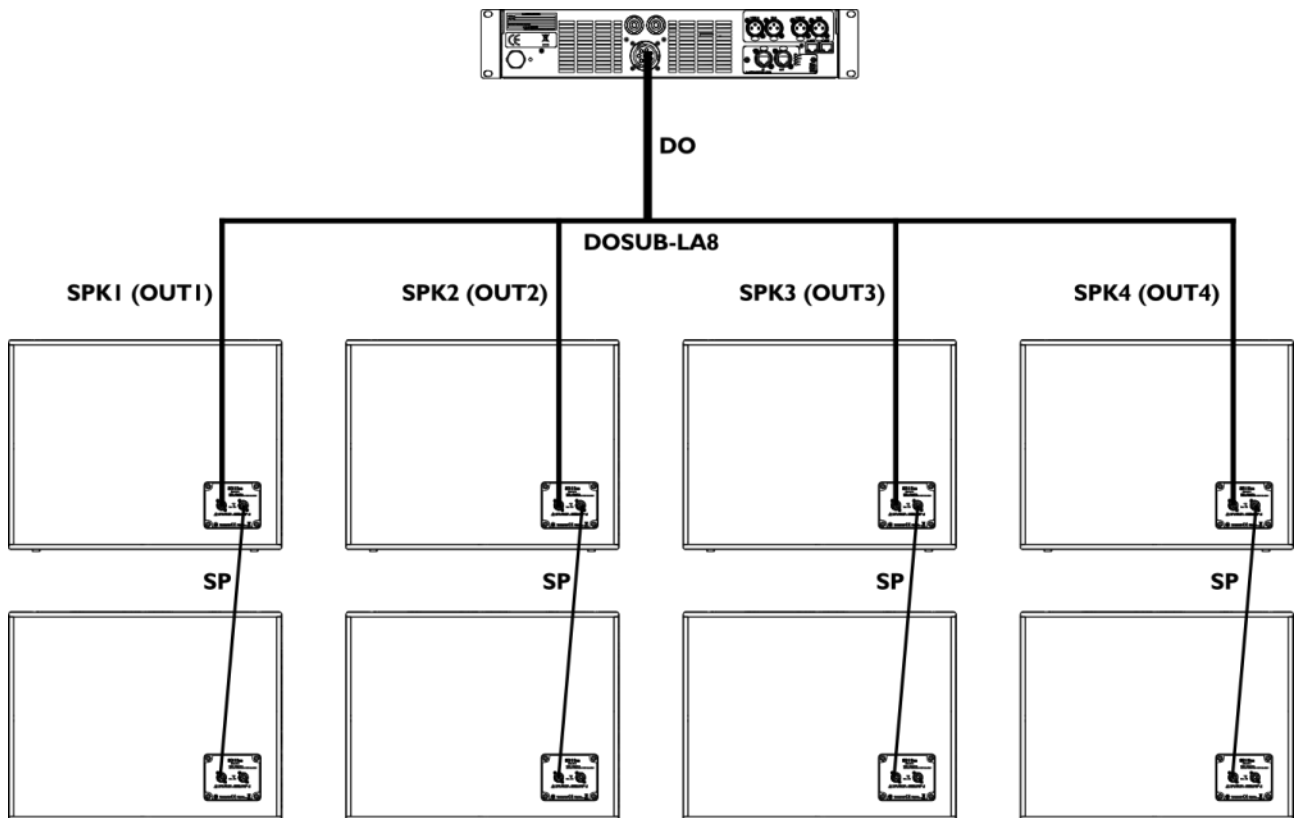 DO
DOSUB-LA8
SPK1 (OUT1)
SPK2 (OUT2)
SPK3 (OUT3)
SPK4 (OUT4)
SP
SP
SP
SP